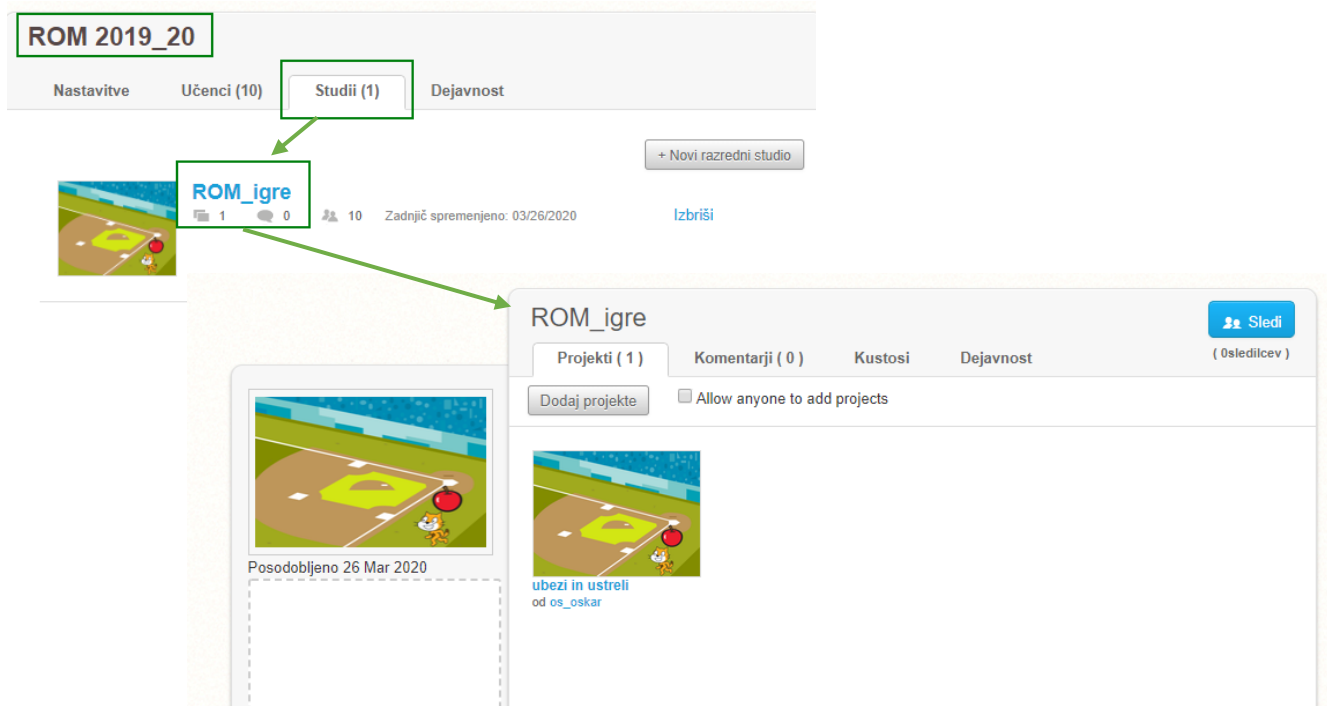 ROM 2019_20
Nastavitve Učenci (10) Studii (1) Dejavnost
+ Novi razredni studio
ROM_igre
1 0 10 Zadnjič spremenjeno: 03/26/2020 Izbriši
ROM_igre
Sledi
Projekti ( 1 ) Komentarji ( 0 ) Kustosi Dejavnost
( 0sledilcev )
Dodaj projekte Allow anyone to add projects
Posodobljeno 26 Mar 2020
ubezi in ustreli
od os_oskar